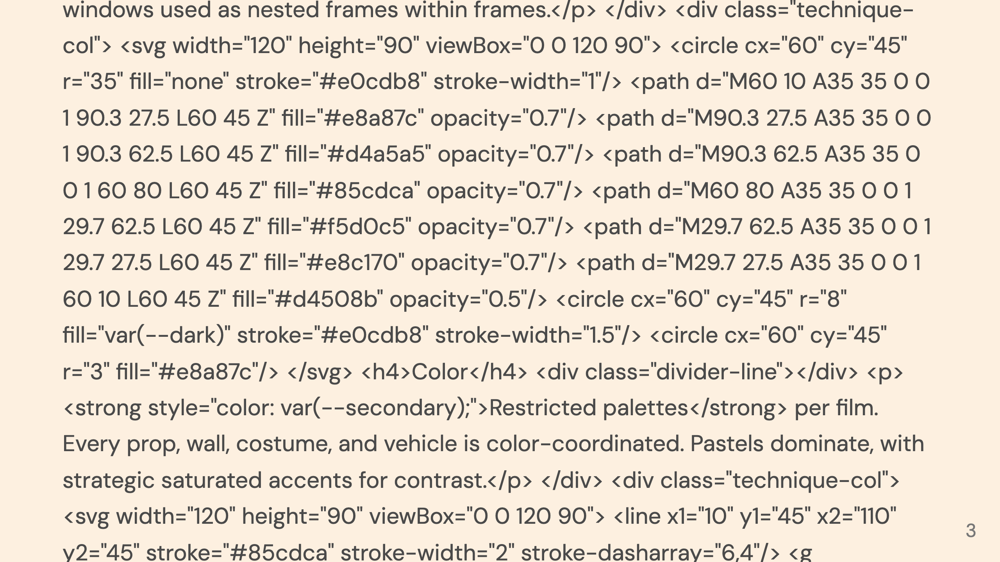 windows used as nested frames within frames.</p> </div> <div class="technique-
col"> <svg width="120" height="90" viewBox="0 0 120 90"> <circle cx="60" cy="45"
r="35" fill="none" stroke="#e0cdb8" stroke-width="1"/> <path d="M60 10 A35 35 0 0
1 90.3 27.5 L60 45 Z" fill="#e8a87c" opacity="0.7"/> <path d="M90.3 27.5 A35 35 0 0
1 90.3 62.5 L60 45 Z" fill="#d4a5a5" opacity="0.7"/> <path d="M90.3 62.5 A35 35 0
0 1 60 80 L60 45 Z" fill="#85cdca" opacity="0.7"/> <path d="M60 80 A35 35 0 0 1
29.7 62.5 L60 45 Z" fill="#f5d0c5" opacity="0.7"/> <path d="M29.7 62.5 A35 35 0 0 1
29.7 27.5 L60 45 Z" fill="#e8c170" opacity="0.7"/> <path d="M29.7 27.5 A35 35 0 0 1
60 10 L60 45 Z" fill="#d4508b" opacity="0.5"/> <circle cx="60" cy="45" r="8"
fill="var(--dark)" stroke="#e0cdb8" stroke-width="1.5"/> <circle cx="60" cy="45"
r="3" fill="#e8a87c"/> </svg> <h4>Color</h4> <div class="divider-line"></div> <p>
<strong style="color: var(--secondary);">Restricted palettes</strong> per film.
Every prop, wall, costume, and vehicle is color-coordinated. Pastels dominate, with
strategic saturated accents for contrast.</p> </div> <div class="technique-col">
<svg width="120" height="90" viewBox="0 0 120 90"> <line x1="10" y1="45" x2="110"
y2="45" stroke="#85cdca" stroke-width="2" stroke-dasharray="6,4"/> <g
3